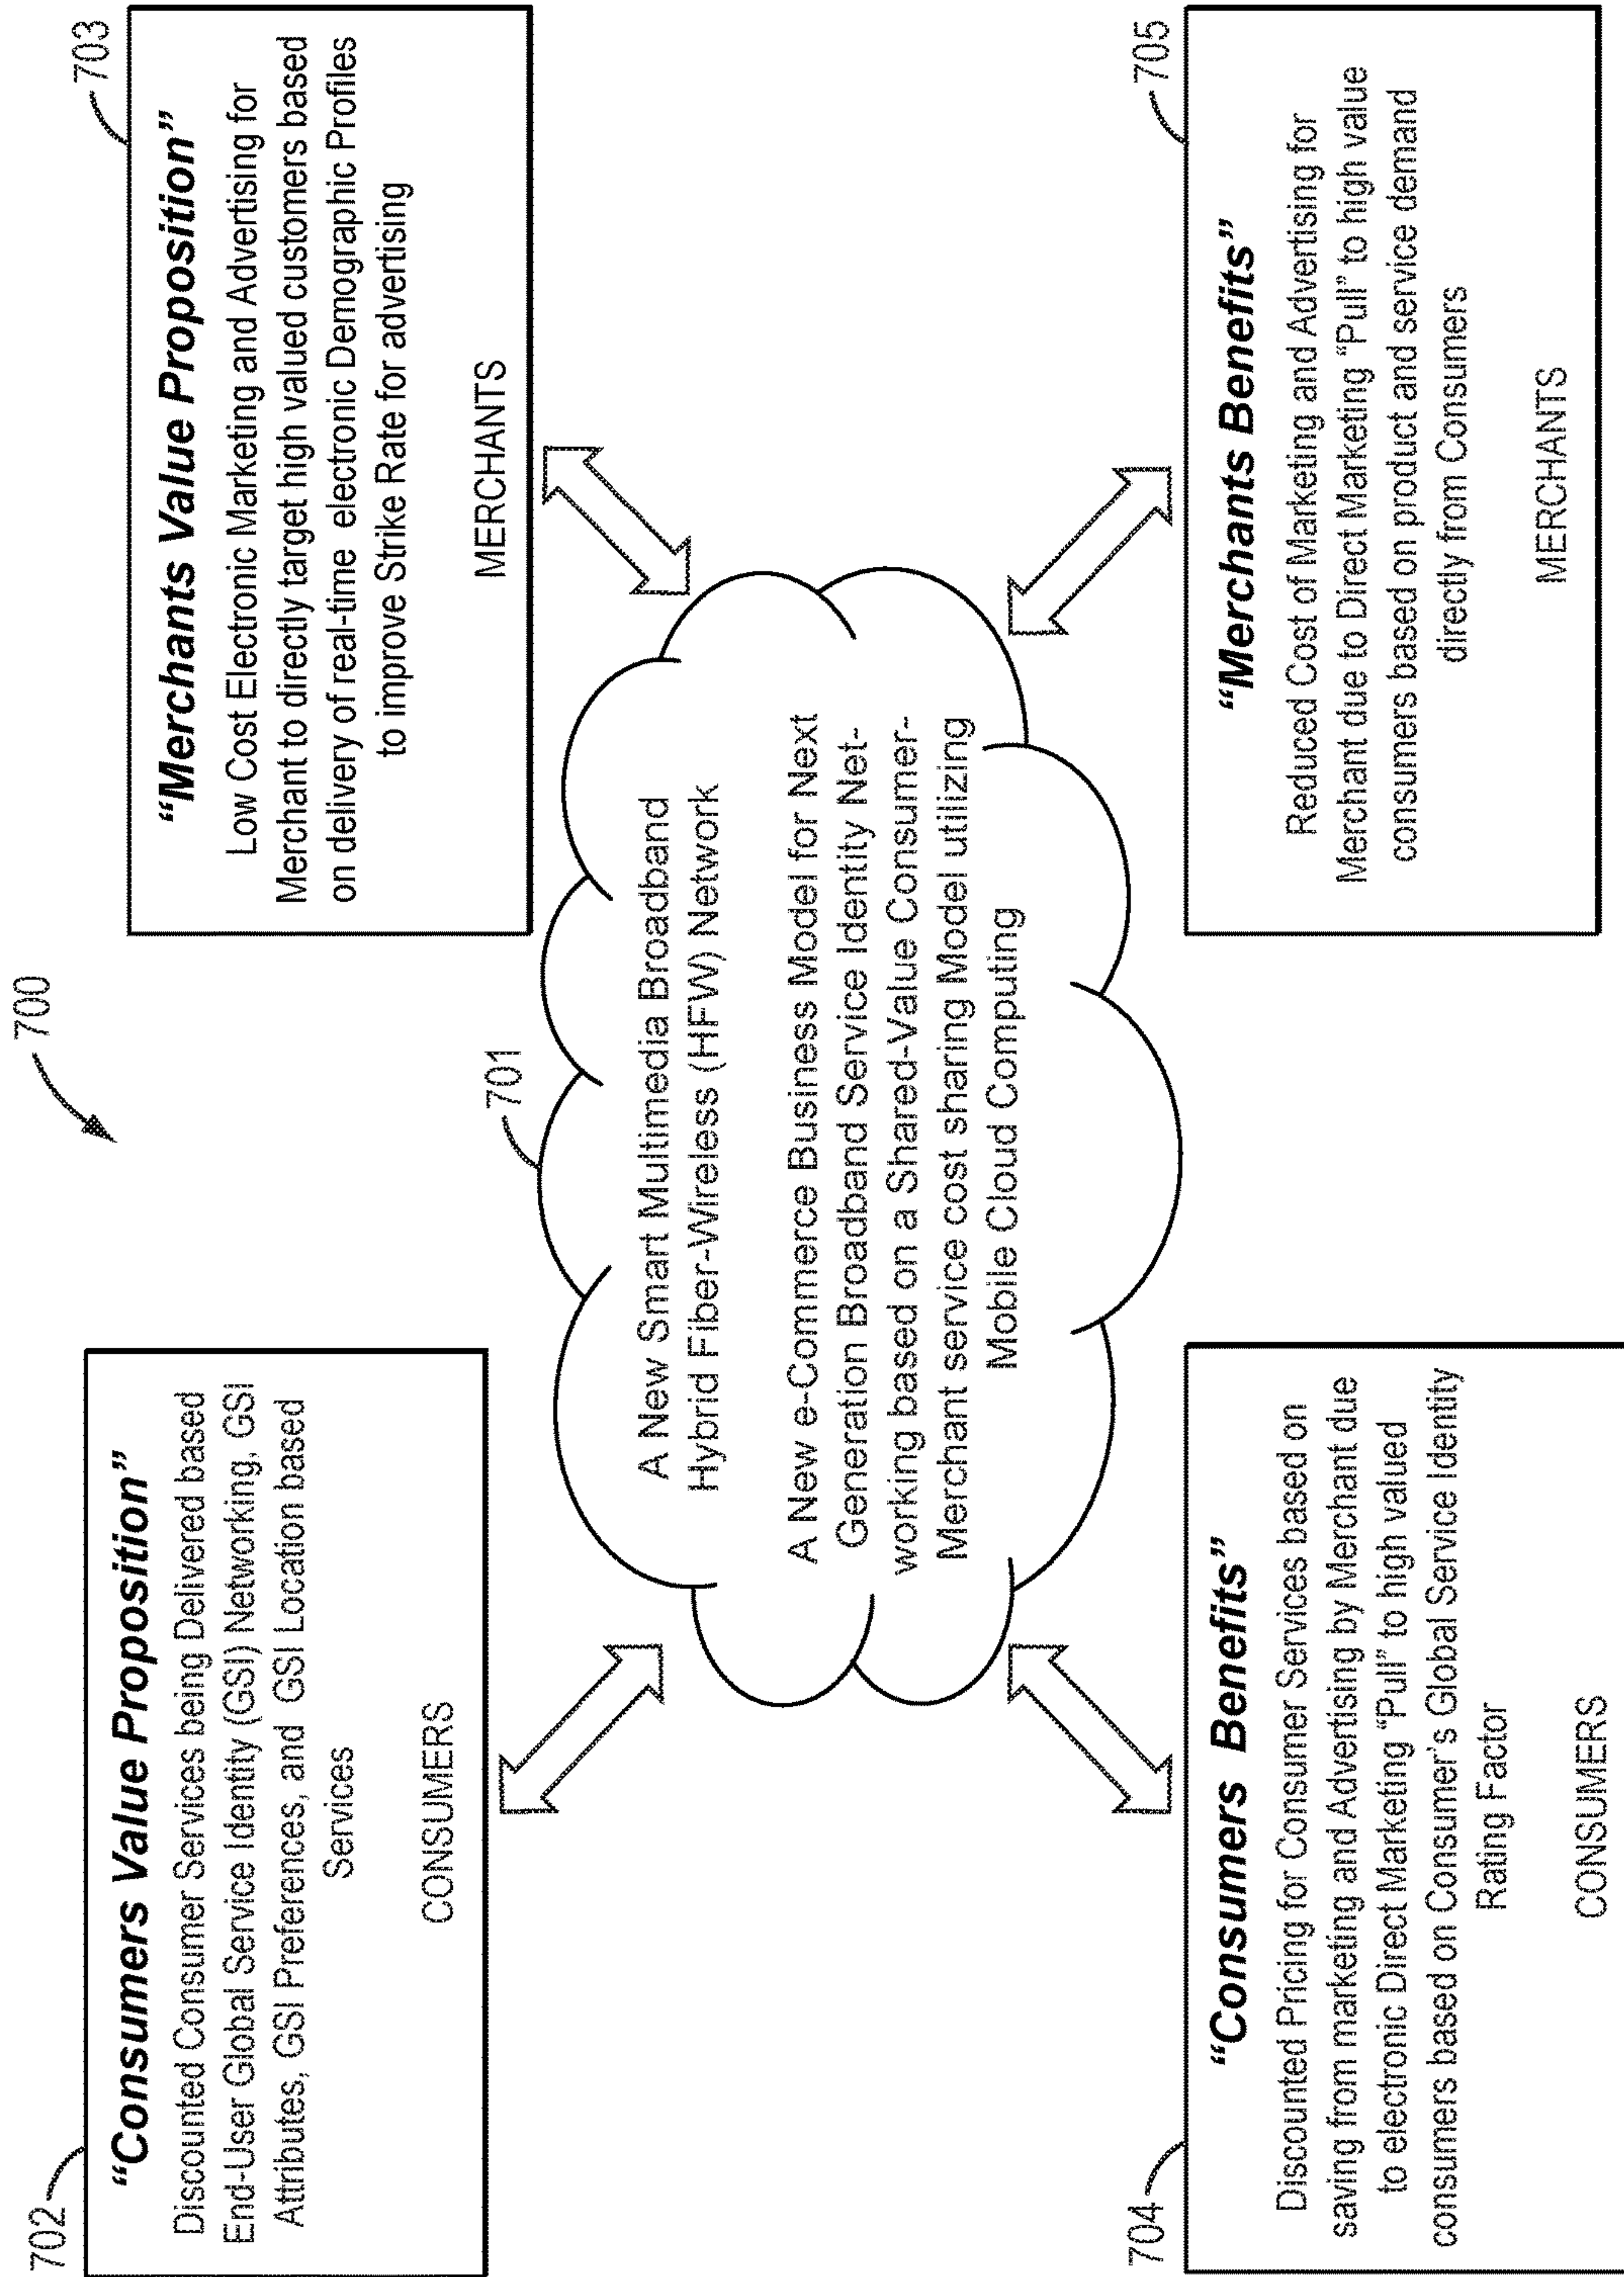 700
702
“Consumers Value Proposition”
Discounted Consumer Services being Delivered based
End-User Global Service Identity (GSI) Networking, GSI
Attributes, GSI Preferences, and GSI Location based
Services
CONSUMERS
703
“Merchants Value Proposition”
Low Cost Electronic Marketing and Advertising for
Merchant to directly target high valued customers based
on delivery of real-time electronic Demographic Profiles
to improve Strike Rate for advertising
MERCHANTS
701
A New Smart Multimedia Broadband
Hybrid Fiber-Wireless (HFW) Network
A New e-Commerce Business Model for Next
Generation Broadband Service Identity Net-
working based on a Shared-Value Consumer-
Merchant service cost sharing Model utilizing
Mobile Cloud Computing
704
“Consumers Benefits”
Discounted Pricing for Consumer Services based on
saving from marketing and Advertising by Merchant due
to electronic Direct Marketing “Pull” to high valued
consumers based on Consumer's Global Service Identity
Rating Factor
CONSUMERS
705
“Merchants Benefits”
Reduced Cost of Marketing and Advertising for
Merchant due to Direct Marketing “Pull” to high value
consumers based on product and service demand
directly from Consumers
MERCHANTS